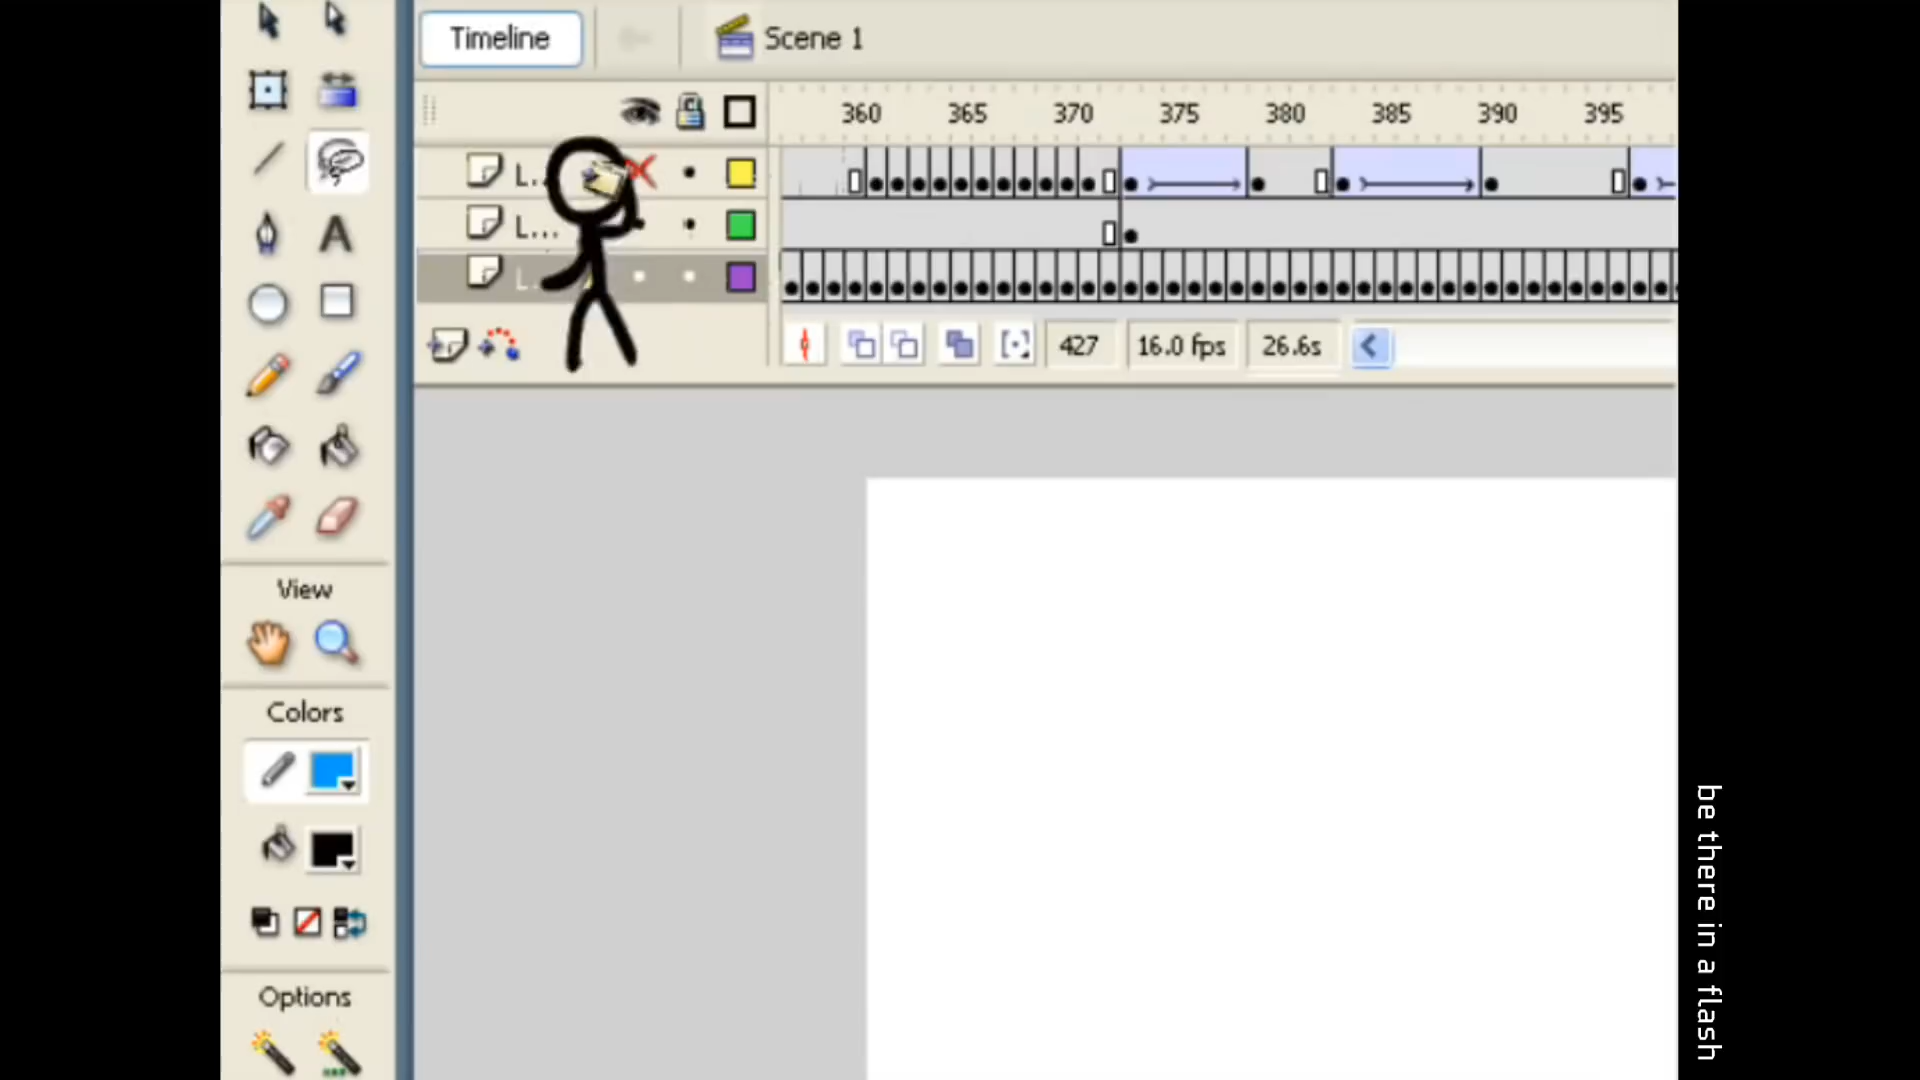 Timeline
Scene 1
360 365 370 375 380 385 390 395
L...
L...
L...
427 16.0 fps 26.6s
View
Colors
Options
be there in a flash